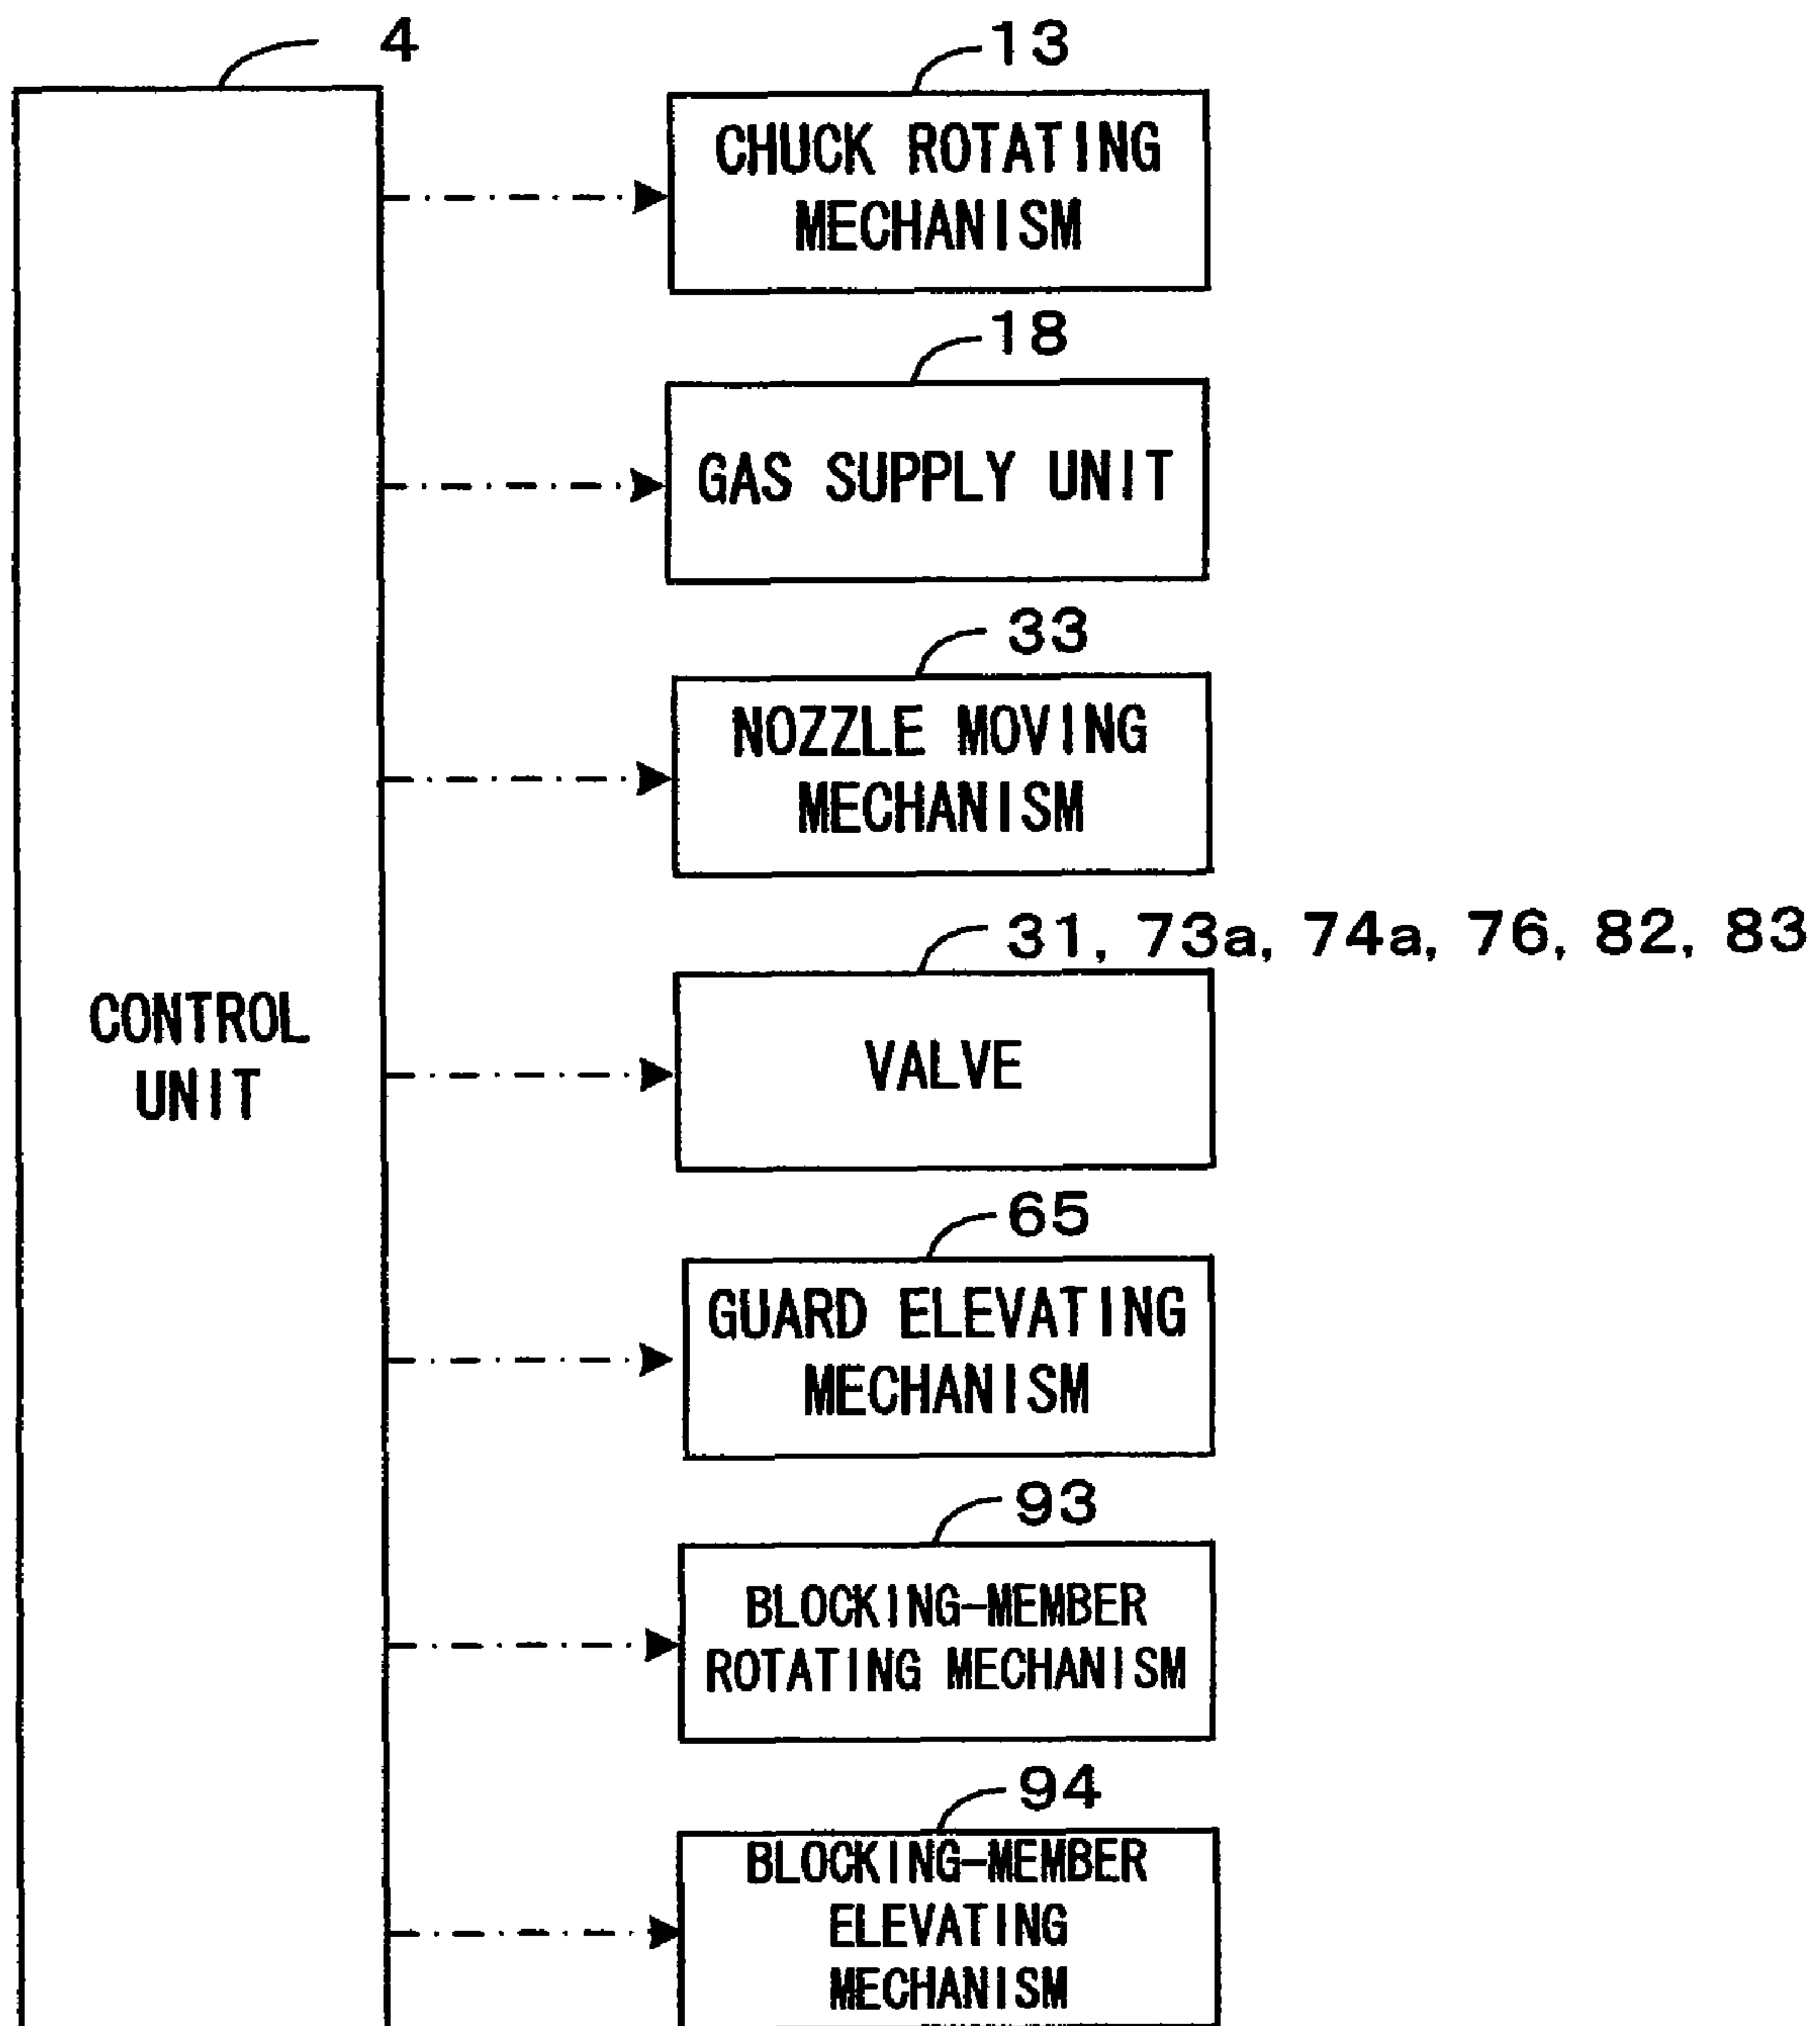 4
13
CHUCK ROTATING
MECHANISM
18
GAS SUPPLY UNIT
33
NOZZLE MOVING
MECHANISM
31, 73a, 74a, 76, 82, 83
CONTROL
UNIT
VALVE
65
GUARD ELEVATING
MECHANISM
93
BLOCKING-MEMBER
ROTATING MECHANISM
94
BLOCKING-MEMBER
ELEVATING
MECHANISM